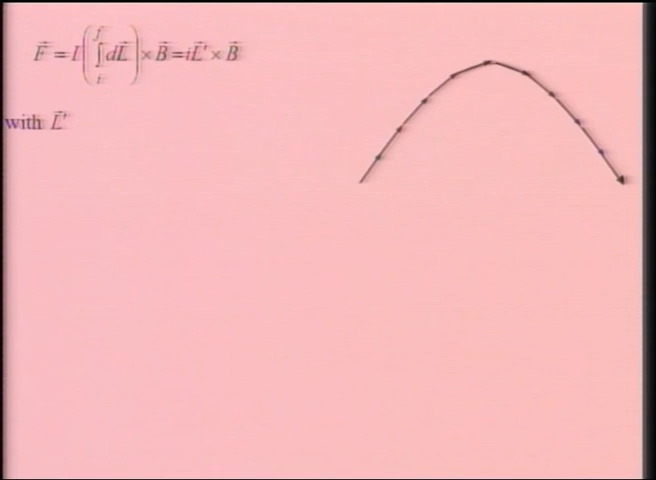 F⃗ = I(∫ᵢᶠ dL⃗) × B⃗ = iL⃗' × B⃗
with L⃗'